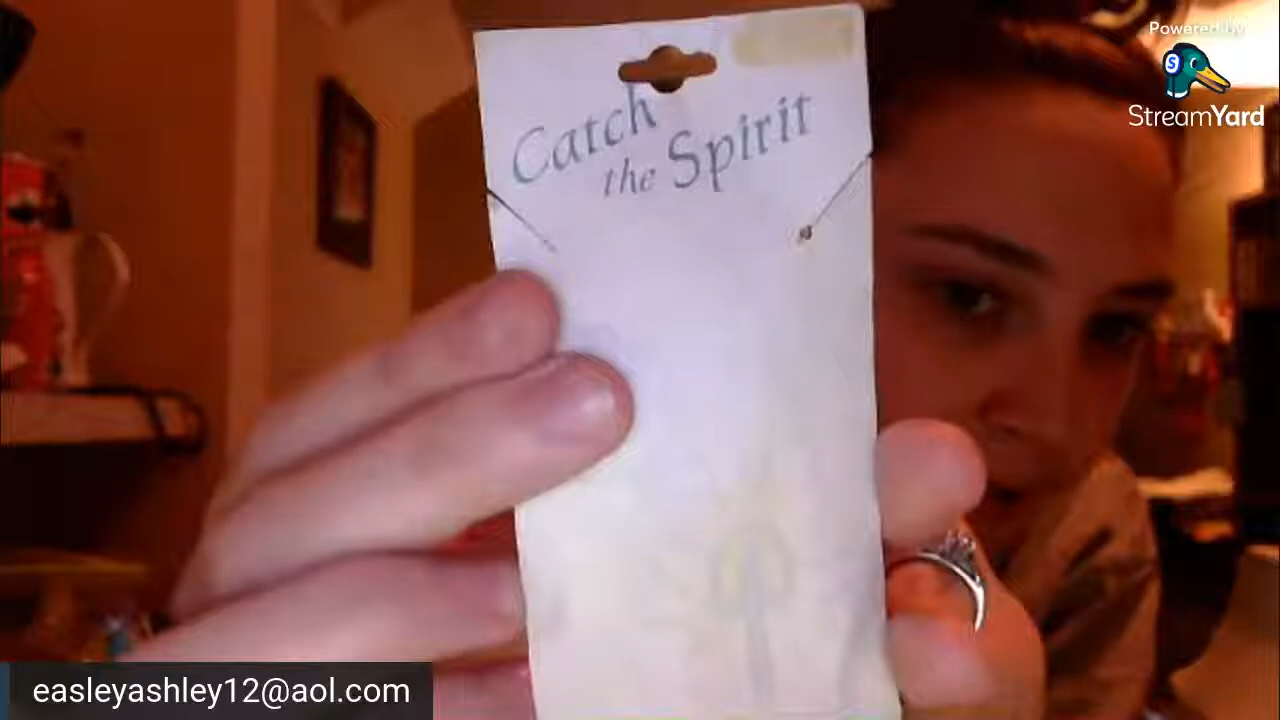 Powered by
StreamYard
Catch
the Spirit
easleyashley12@aol.com